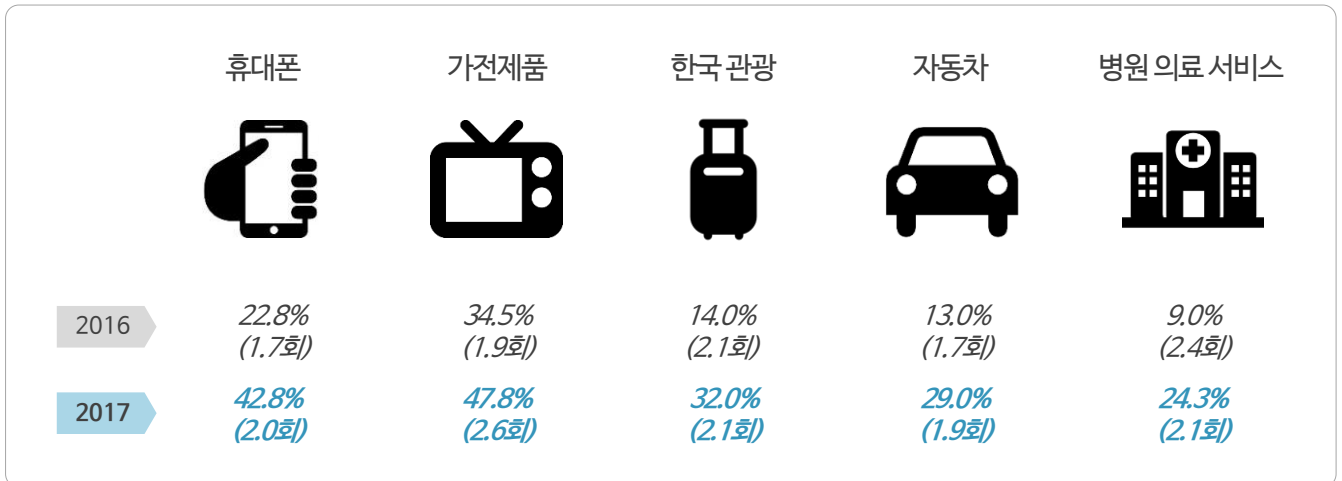 휴대폰 가전제품 한국 관광 자동차 병원 의료 서비스
2016 22.8% 34.5% 14.0% 13.0% 9.0%
(1.7회) (1.9회) (2.1회) (1.7회) (2.4회)
2017 42.8% 47.8% 32.0% 29.0% 24.3%
(2.0회) (2.6회) (2.1회) (1.9회) (2.1회)